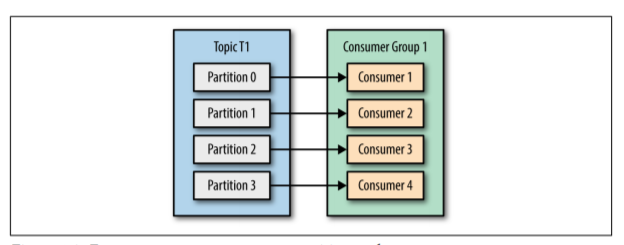 Topic T1
Partition 0
Partition 1
Partition 2
Partition 3
Consumer Group 1
Consumer 1
Consumer 2
Consumer 3
Consumer 4